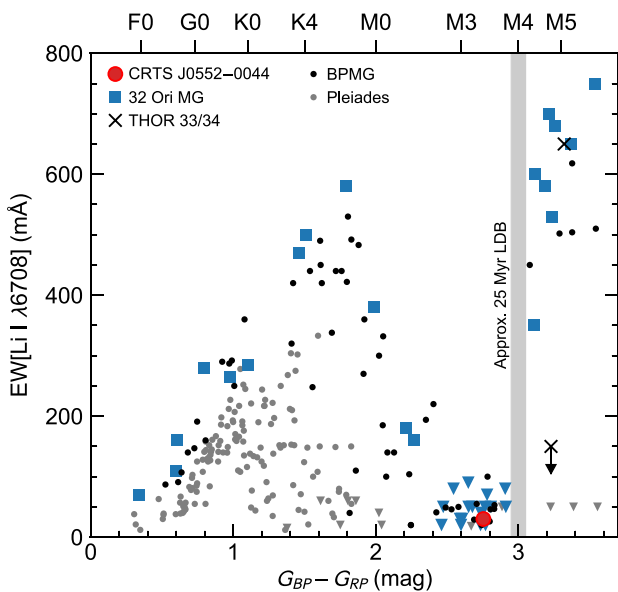 F0 G0 K0 K4 M0 M3 M4 M5
800
CRTS J0552−0044
BPMG
32 Ori MG
Pleiades
THOR 33/34
600
400
200
0
EW[Li I λ6708] (mÅ)
Approx. 25 Myr LDB
0 1 2 3
G_BP − G_RP (mag)